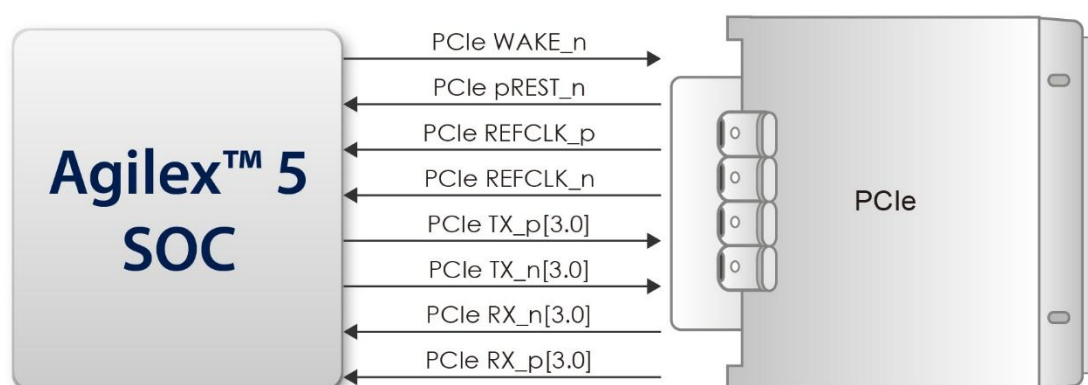 PCIe WAKE_n
PCIe pREST_n
PCIe REFCLK_p
PCIe REFCLK_n
PCIe TX_p[3.0]
PCIe TX_n[3.0]
PCIe RX_n[3.0]
PCIe RX_p[3.0]
Agilex™ 5
SOC
PCIe